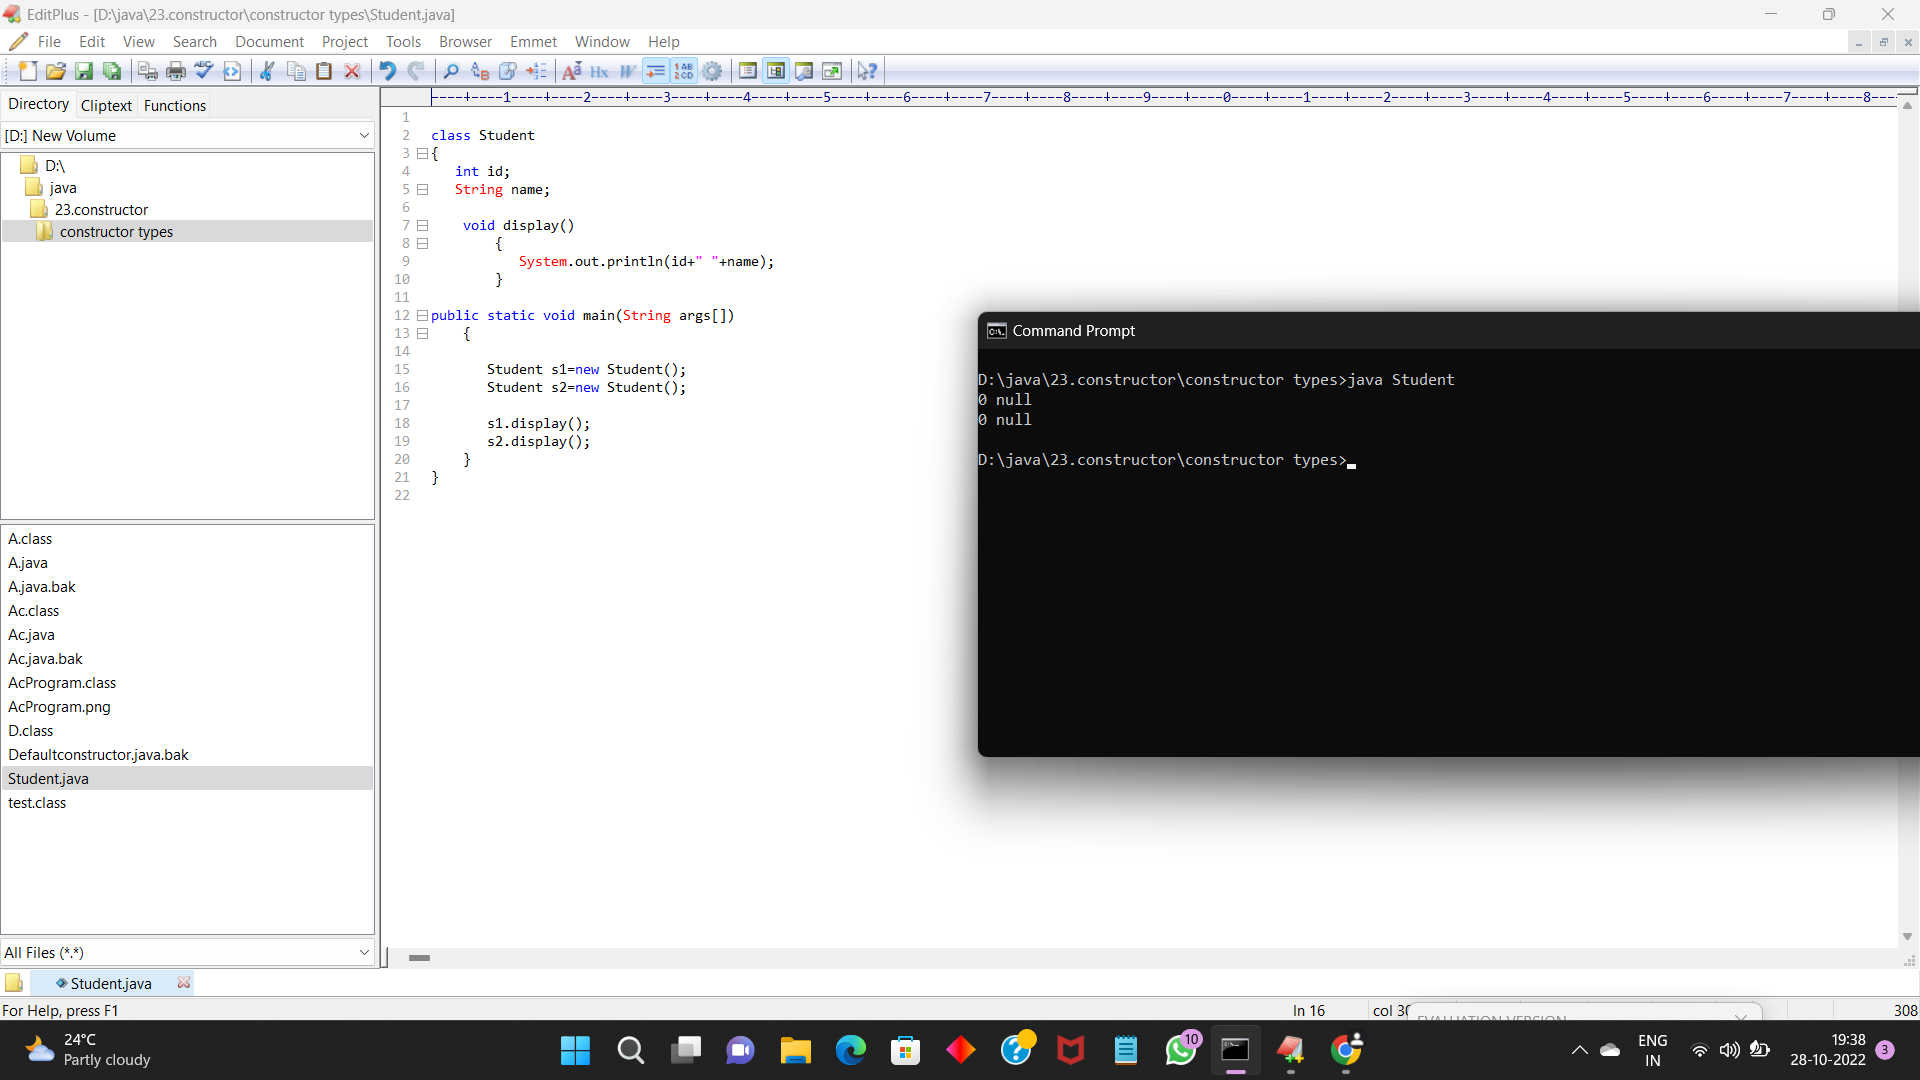 EditPlus - [D:\java\23.constructor\constructor types\Student.java]
File Edit View Search Document Project Tools Browser Emmet Window Help
Directory Cliptext Functions
[D:] New Volume
D:\
java
23.constructor
constructor types
A.class
A.java
A.java.bak
Ac.class
Ac.java
Ac.java.bak
AcProgram.class
AcProgram.png
D.class
Defaultconstructor.java.bak
Student.java
test.class
All Files (*.*)
----+----1----+----2----+----3----+----4----+----5----+----6----+----7----+----8----+----9----+----0----+----1----+----2----+----3----+----4----+----5----+----6----+----7----+----8--
1
2 class Student
3 {
4 int id;
5 String name;
6
7 void display()
8 {
9 System.out.println(id+" "+name);
10 }
11
12 public static void main(String args[])
13 {
14
15 Student s1=new Student();
16 Student s2=new Student();
17
18 s1.display();
19 s2.display();
20 }
21 }
22
Command Prompt
D:\java\23.constructor\constructor types>java Student
0 null
0 null
D:\java\23.constructor\constructor types>
Student.java
For Help, press F1
ln 16 col 30 308
EVALUATION VERSION
24°C
Partly cloudy
10
ENG
IN
19:38
28-10-2022
3